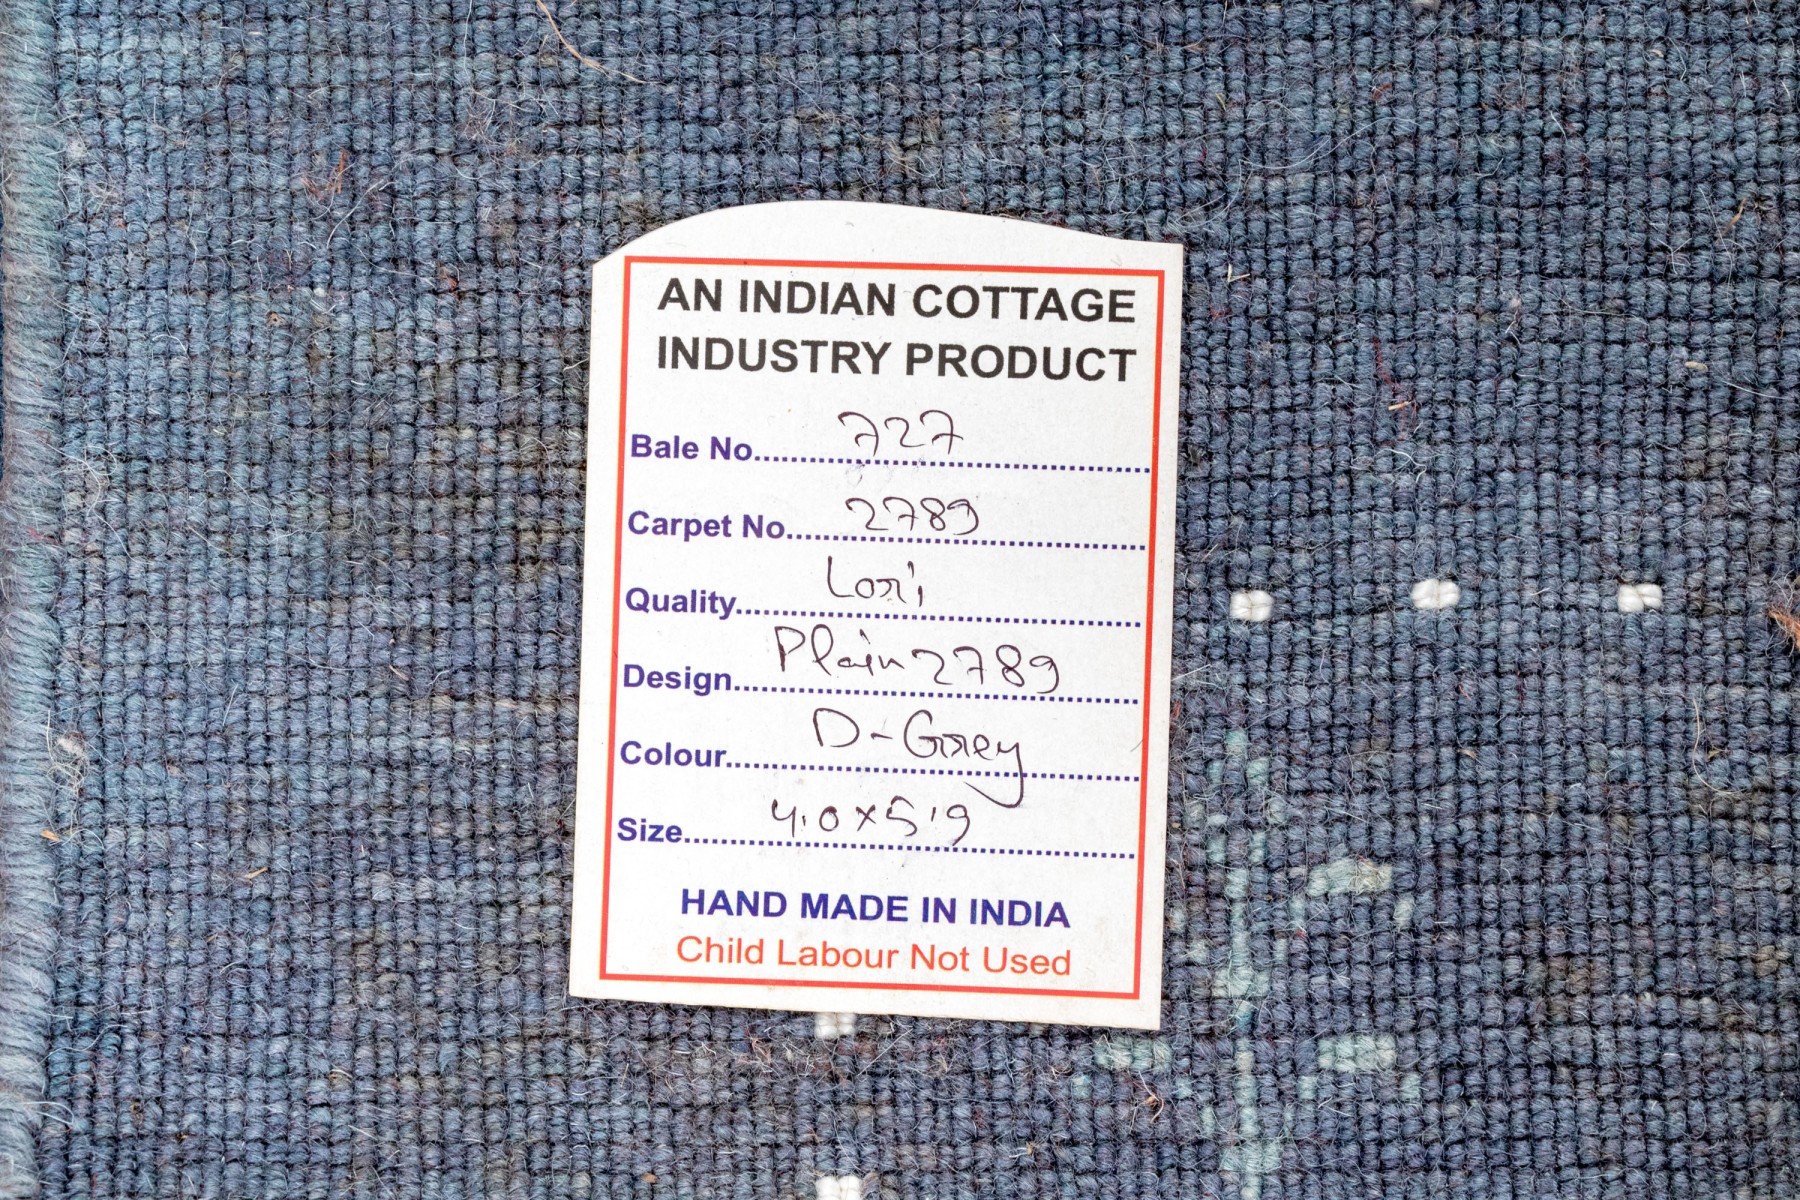 AN INDIAN COTTAGE
INDUSTRY PRODUCT
Bale No. 727
Carpet No. 2789
Quality Lori
Design Plain 2789
Colour D-Grey
Size 4.0x5.9
HAND MADE IN INDIA
Child Labour Not Used